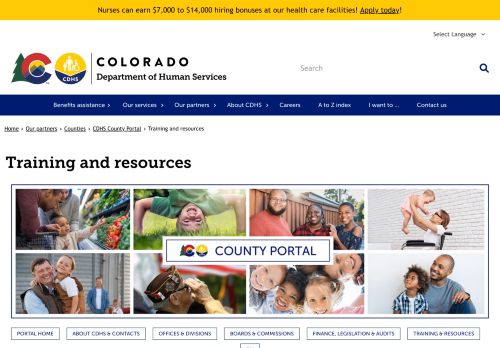 Nurses can earn $7,000 to $14,000 hiring bonuses at our health care facilities! Apply today!
Select Language
COLORADO
Department of Human Services
CDHS
Search
Benefits assistance › Our services › Our partners › About CDHS › Careers A to Z index I want to ... Contact us
Home › Our partners › Counties › CDHS County Portal › Training and resources
Training and resources
COUNTY PORTAL
PORTAL HOME ABOUT CDHS & CONTACTS OFFICES & DIVISIONS BOARDS & COMMISSIONS FINANCE, LEGISLATION & AUDITS TRAINING & RESOURCES